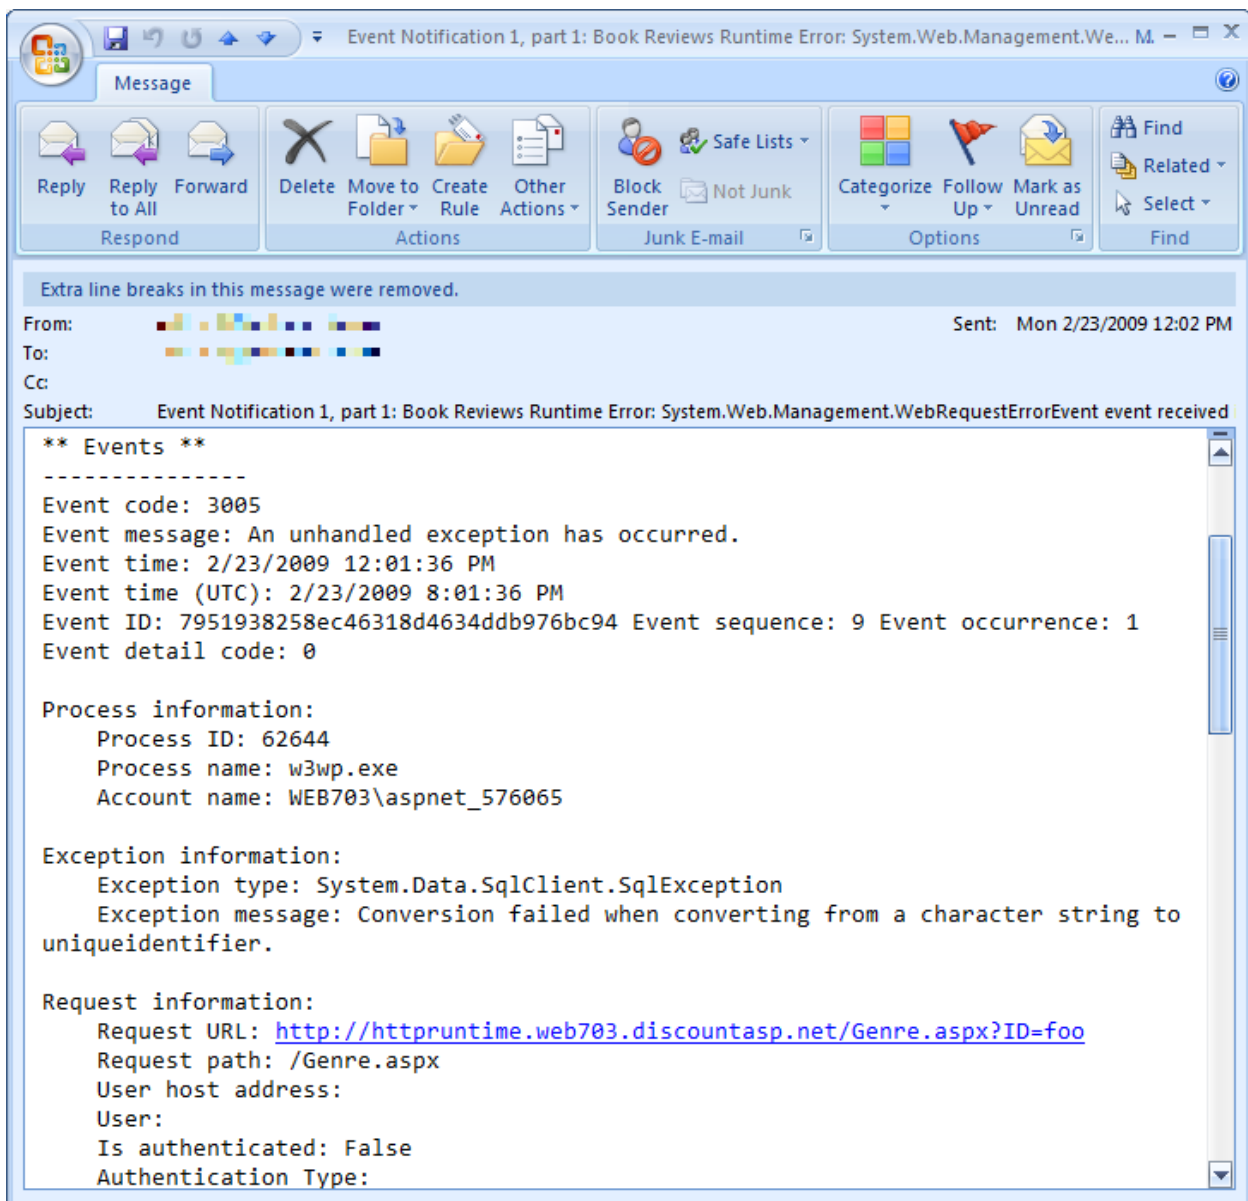 Event Notification 1, part 1: Book Reviews Runtime Error: System.Web.Management.We... M.
Message
Reply
Reply to All
Forward
Respond
Delete
Move to Folder
Create Rule
Other Actions
Actions
Block Sender
Safe Lists
Not Junk
Junk E-mail
Categorize
Follow Up
Mark as Unread
Options
Find
Related
Select
Find
Extra line breaks in this message were removed.
From:
Sent: Mon 2/23/2009 12:02 PM
To:
Cc:
Subject: Event Notification 1, part 1: Book Reviews Runtime Error: System.Web.Management.WebRequestErrorEvent event received
** Events **
---------------
Event code: 3005
Event message: An unhandled exception has occurred.
Event time: 2/23/2009 12:01:36 PM
Event time (UTC): 2/23/2009 8:01:36 PM
Event ID: 7951938258ec46318d4634ddb976bc94 Event sequence: 9 Event occurrence: 1
Event detail code: 0
Process information:
Process ID: 62644
Process name: w3wp.exe
Account name: WEB703\aspnet_576065
Exception information:
Exception type: System.Data.SqlClient.SqlException
Exception message: Conversion failed when converting from a character string to
uniqueidentifier.
Request information:
Request URL: http://httpruntime.web703.discountasp.net/Genre.aspx?ID=foo
Request path: /Genre.aspx
User host address:
User:
Is authenticated: False
Authentication Type: